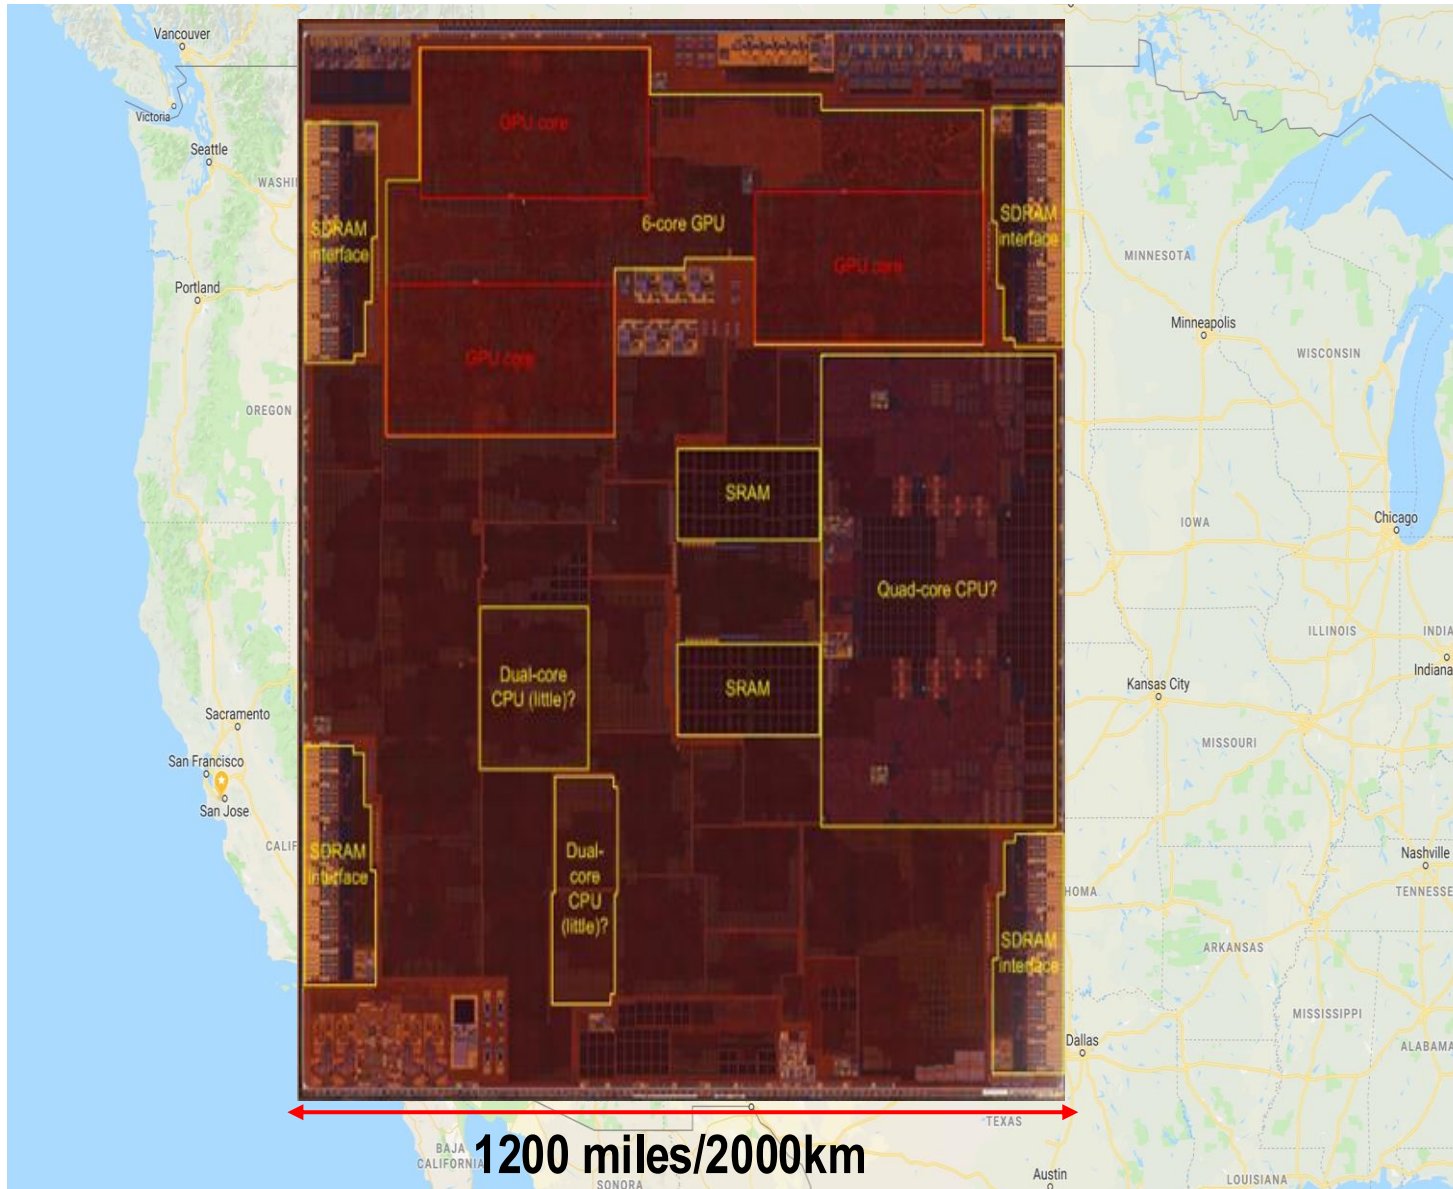 Vancouver
Victoria
Seattle
WASHI
Portland
OREGON
Sacramento
San Francisco
San Jose
CALIF
GPU core
6-core GPU
GPU core
GPU core
SDRAM
interface
SDRAM
interface
SRAM
Quad-core CPU?
SRAM
Dual-core
CPU (little)?
Dual-
core
CPU
(little)?
SDRAM
interface
SDRAM
interface
MINNESOTA
Minneapolis
WISCONSIN
IOWA
Chicago
ILLINOIS
INDIA
Indiana
Kansas City
MISSOURI
Nashville
TENNESSE
HOMA
ARKANSAS
MISSISSIPPI
ALABAMA
Dallas
TEXAS
Austin
LOUISIANA
BAJA
CALIFORNIA
SONORA
1200 miles/2000km